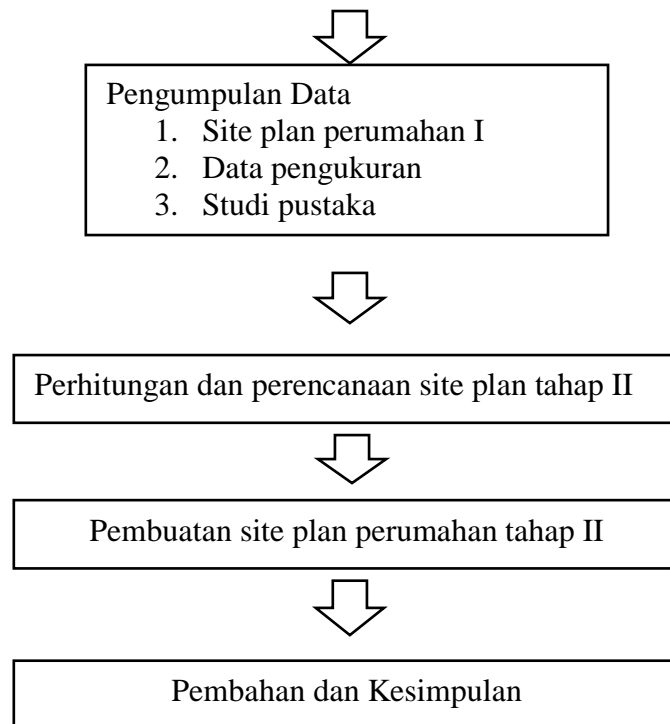 Pengumpulan Data
1. Site plan perumahan I
2. Data pengukuran
3. Studi pustaka
Perhitungan dan perencanaan site plan tahap II
Pembuatan site plan perumahan tahap II
Pembahan dan Kesimpulan